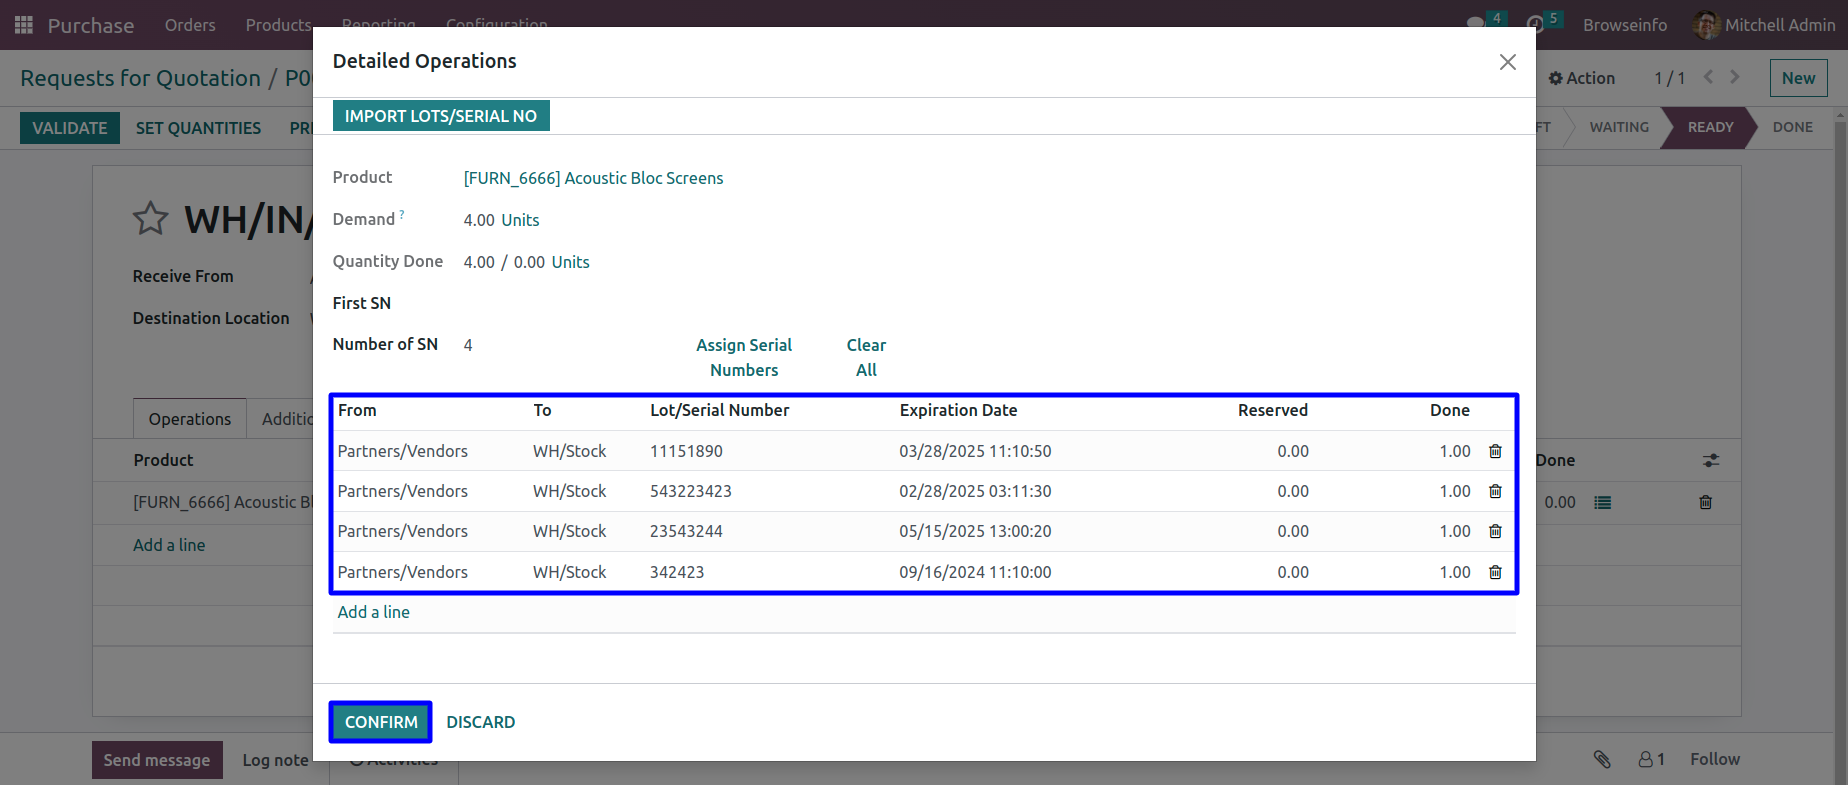 Purchase Orders Products Reporting Configuration 4 5 Browseinfo Mitchell Admin
Requests for Quotation / P00 Action 1 / 1 New
VALIDATE SET QUANTITIES WAITING READY DONE
WH/IN/
Receive From
Destination Location
Operations
Product Done
[FURN_6666] Acoustic Bl 0.00
Add a line
Send message Log note Activities 1 Follow
Detailed Operations
IMPORT LOTS/SERIAL NO
Product [FURN_6666] Acoustic Bloc Screens
Demand ? 4.00 Units
Quantity Done 4.00 / 0.00 Units
First SN
Number of SN 4 Assign Serial Numbers Clear All
From To Lot/Serial Number Expiration Date Reserved Done
Partners/Vendors WH/Stock 11151890 03/28/2025 11:10:50 0.00 1.00
Partners/Vendors WH/Stock 543223423 02/28/2025 03:11:30 0.00 1.00
Partners/Vendors WH/Stock 23543244 05/15/2025 13:00:20 0.00 1.00
Partners/Vendors WH/Stock 342423 09/16/2024 11:10:00 0.00 1.00
Add a line
CONFIRM DISCARD